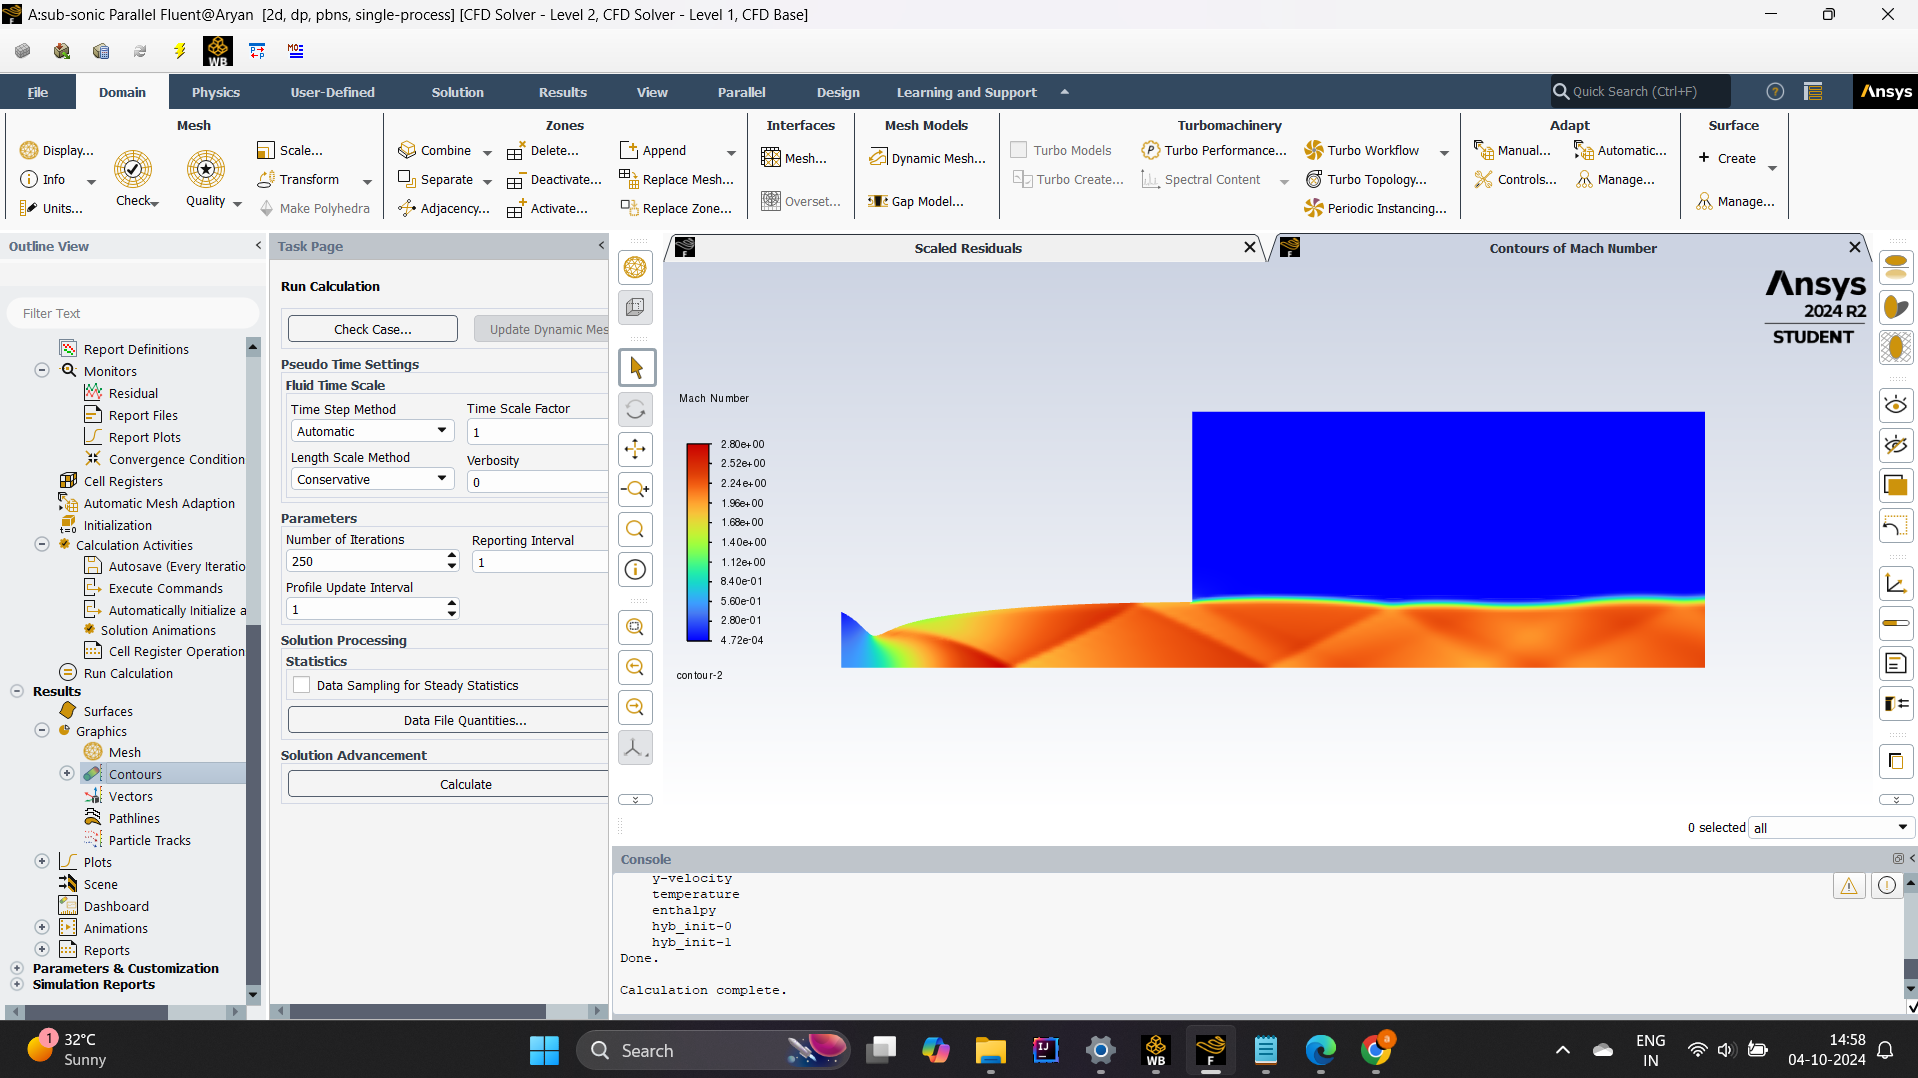 A:sub-sonic Parallel Fluent@Aryan [2d, dp, pbns, single-process] [CFD Solver - Level 2, CFD Solver - Level 1, CFD Base]
WB
File Domain Physics User-Defined Solution Results View Parallel Design Learning and Support Quick Search (Ctrl+F) Ansys
Mesh Zones Interfaces Mesh Models Turbomachinery Adapt Surface
Display... Scale... Combine Delete... Append Mesh... Dynamic Mesh... Turbo Models Turbo Performance... Turbo Workflow Manual... Automatic... Create
Info Transform Separate Deactivate... Replace Mesh... Turbo Create... Spectral Content Turbo Topology... Controls... Manage...
Check Quality Overset... Gap Model... Manage...
Units... Make Polyhedra Adjacency... Activate... Replace Zone... Periodic Instancing...
Outline View
Filter Text
Report Definitions
Monitors
Residual
Report Files
Report Plots
Convergence Condition
Cell Registers
Automatic Mesh Adaption
Initialization
Calculation Activities
Autosave (Every Iteratio
Execute Commands
Automatically Initialize a
Solution Animations
Cell Register Operation
Run Calculation
Results
Surfaces
Graphics
Mesh
Contours
Vectors
Pathlines
Particle Tracks
Plots
Scene
Dashboard
Animations
Reports
Parameters & Customization
Simulation Reports
Task Page
Run Calculation
Check Case... Update Dynamic Mes
Pseudo Time Settings
Fluid Time Scale
Time Step Method Time Scale Factor
Automatic 1
Length Scale Method Verbosity
Conservative 0
Parameters
Number of Iterations Reporting Interval
250 1
Profile Update Interval
1
Solution Processing
Statistics
Data Sampling for Steady Statistics
Data File Quantities...
Solution Advancement
Calculate
Scaled Residuals Contours of Mach Number
Ansys
2024 R2
STUDENT
Mach Number
2.80e+00
2.52e+00
2.24e+00
1.96e+00
1.68e+00
1.40e+00
1.12e+00
8.40e-01
5.60e-01
2.80e-01
4.72e-04
contour-2
0 selected all
Console
y-velocity
temperature
enthalpy
hyb_init-0
hyb_init-1
Done.
Calculation complete.
1
32°C
Sunny
Search
IJ
WB
a
ENG
IN
14:58
04-10-2024